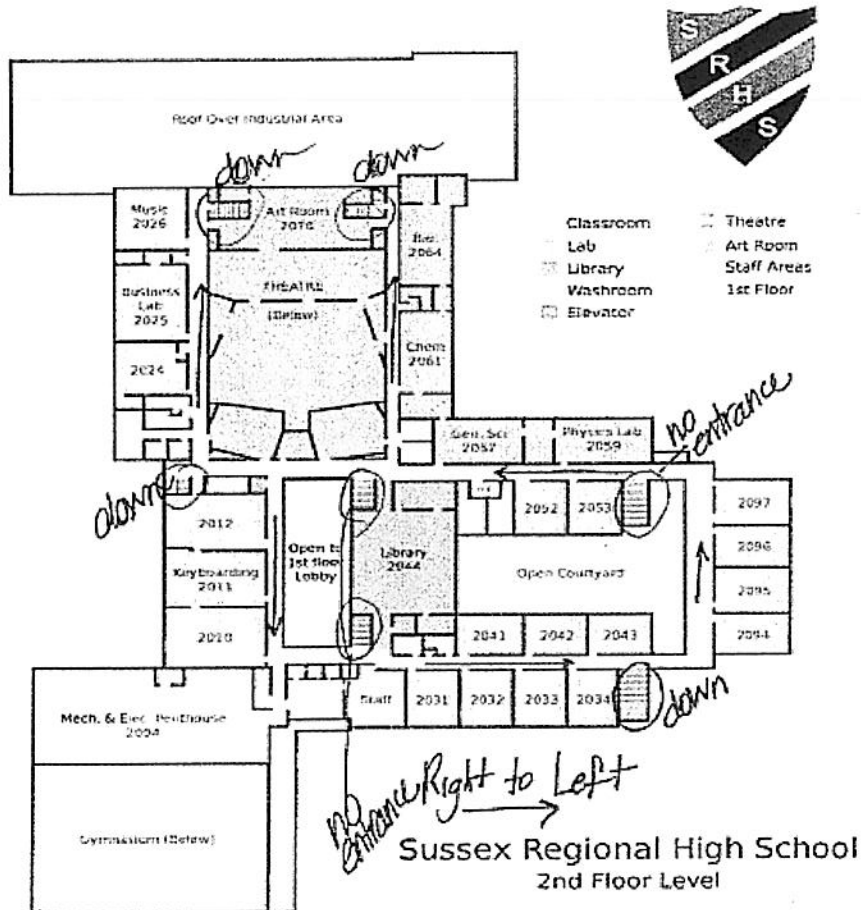 S
R
H
S
Roof Over Industrial Area
down
down
Music
2026
Art Room
2076
Business
Lab
2025
2064
THEATRE
(Below)
2024
Chem
2061
Classroom
Lab
Library
Washroom
Elevator
Theatre
Art Room
Staff Areas
1st Floor
no
entrance
Gen. Sci
2057
Physics Lab
2059
down
2012
Keyboarding
2011
2010
Open to
1st floor
Lobby
Library
2044
2052
2053
Open Courtyard
2097
2096
2095
2094
2041
2042
2043
Staff
2031
2032
2033
2034
down
Mech. & Elec. Penthouse
2004
Gymnasium (Below)
no
entrance
Right to Left
Sussex Regional High School
2nd Floor Level